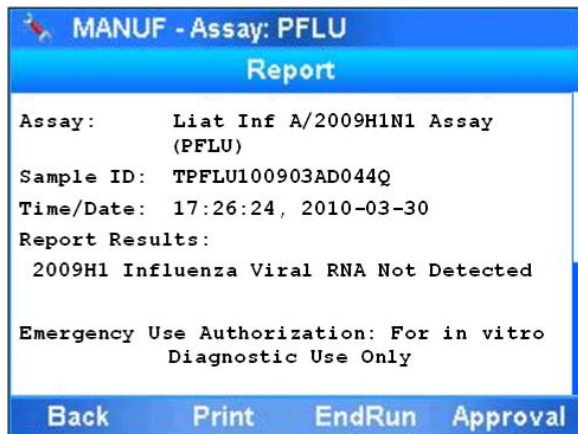 MANUF - Assay: PFLU
Report
Assay: Liat Inf A/2009H1N1 Assay
(PFLU)
Sample ID: TPFLU100903AD044Q
Time/Date: 17:26:24, 2010-03-30
Report Results:
2009H1 Influenza Viral RNA Not Detected
Emergency Use Authorization: For in vitro
Diagnostic Use Only
Back Print EndRun Approval